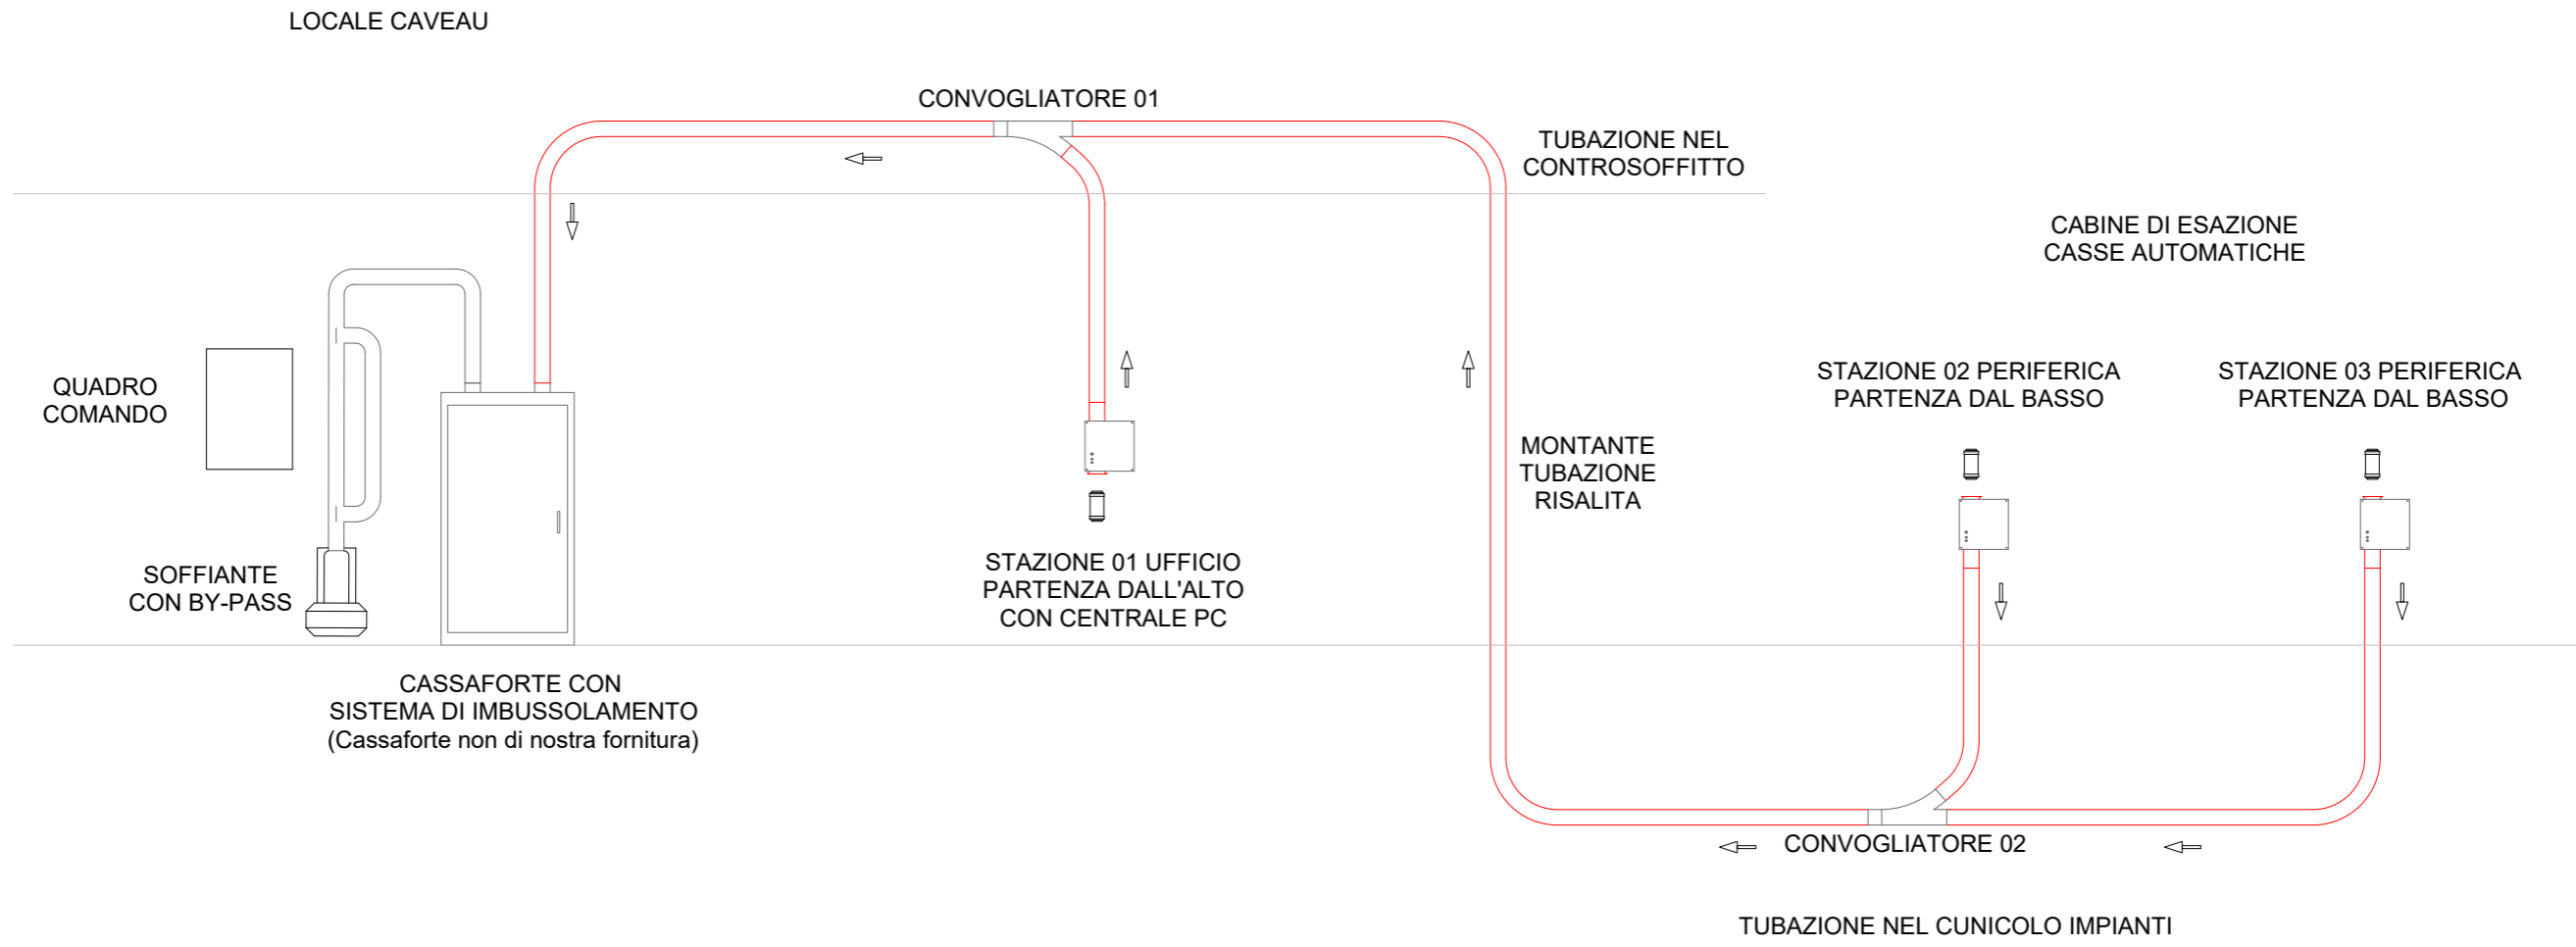 LOCALE CAVEAU
CONVOGLIATORE 01
TUBAZIONE NEL
CONTROSOFFITTO
CABINE DI ESAZIONE
CASSE AUTOMATICHE
QUADRO
COMANDO
STAZIONE 02 PERIFERICA
PARTENZA DAL BASSO
STAZIONE 03 PERIFERICA
PARTENZA DAL BASSO
MONTANTE
TUBAZIONE
RISALITA
SOFFIANTE
CON BY-PASS
STAZIONE 01 UFFICIO
PARTENZA DALL'ALTO
CON CENTRALE PC
CASSAFORTE CON
SISTEMA DI IMBUSSOLAMENTO
(Cassaforte non di nostra fornitura)
CONVOGLIATORE 02
TUBAZIONE NEL CUNICOLO IMPIANTI